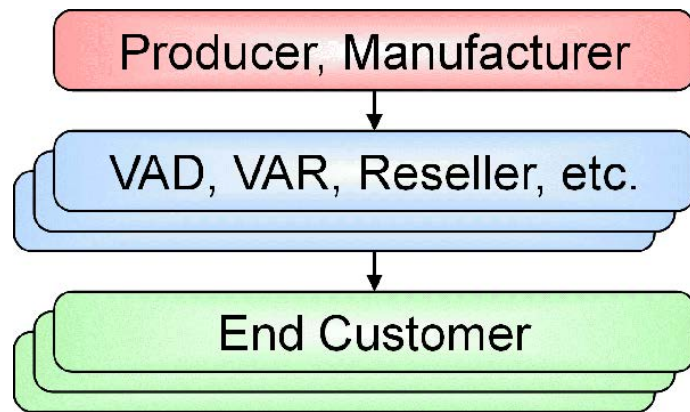 Producer, Manufacturer
VAD, VAR, Reseller, etc.
End Customer